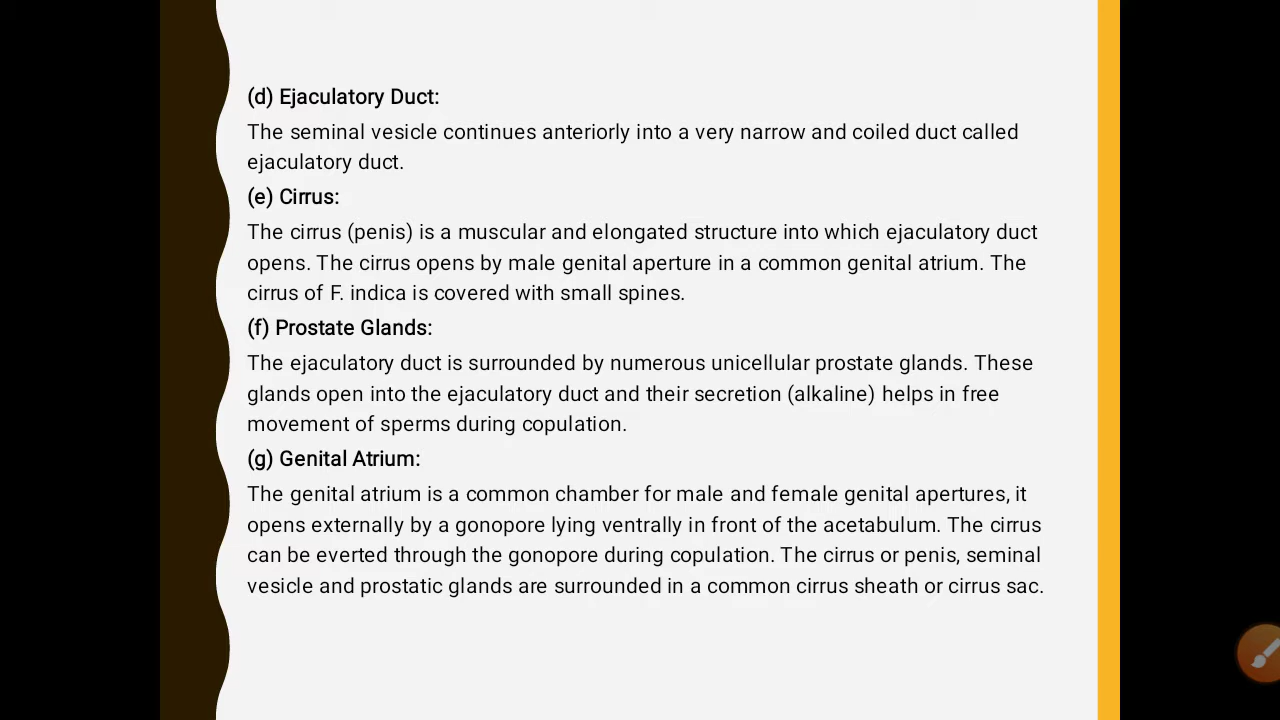 (d) Ejaculatory Duct:
The seminal vesicle continues anteriorly into a very narrow and coiled duct called
ejaculatory duct.
(e) Cirrus:
The cirrus (penis) is a muscular and elongated structure into which ejaculatory duct
opens. The cirrus opens by male genital aperture in a common genital atrium. The
cirrus of F. indica is covered with small spines.
(f) Prostate Glands:
The ejaculatory duct is surrounded by numerous unicellular prostate glands. These
glands open into the ejaculatory duct and their secretion (alkaline) helps in free
movement of sperms during copulation.
(g) Genital Atrium:
The genital atrium is a common chamber for male and female genital apertures, it
opens externally by a gonopore lying ventrally in front of the acetabulum. The cirrus
can be everted through the gonopore during copulation. The cirrus or penis, seminal
vesicle and prostatic glands are surrounded in a common cirrus sheath or cirrus sac.